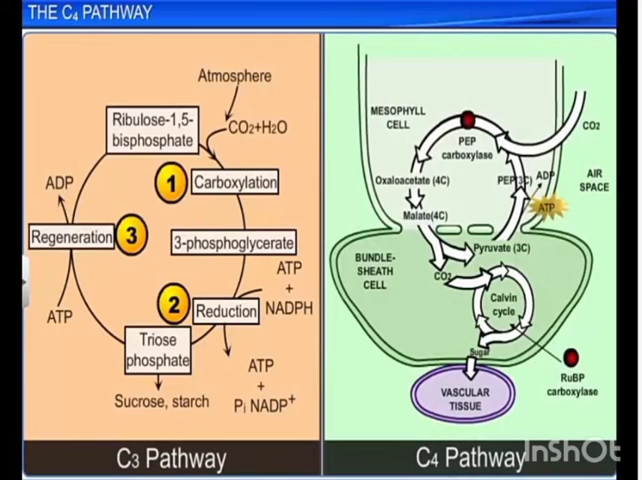 THE C4 PATHWAY
Atmosphere
Ribulose-1,5-
bisphosphate
CO2+H2O
ADP
1
Carboxylation
Regeneration
3
3-phosphoglycerate
ATP
+
NADPH
2
Reduction
ATP
Triose
phosphate
ATP
+
Pi NADP+
Sucrose, starch
C3 Pathway
MESOPHYLL
CELL
CO2
PEP
carboxylase
AIR
SPACE
Oxaloacetate (4C)
PEP(3C)
ADP
ATP
Malate(4C)
Pyruvate (3C)
BUNDLE-
SHEATH
CELL
CO2
Calvin
cycle
Sugar
RuBP
carboxylase
VASCULAR
TISSUE
C4 Pathway
InShOt